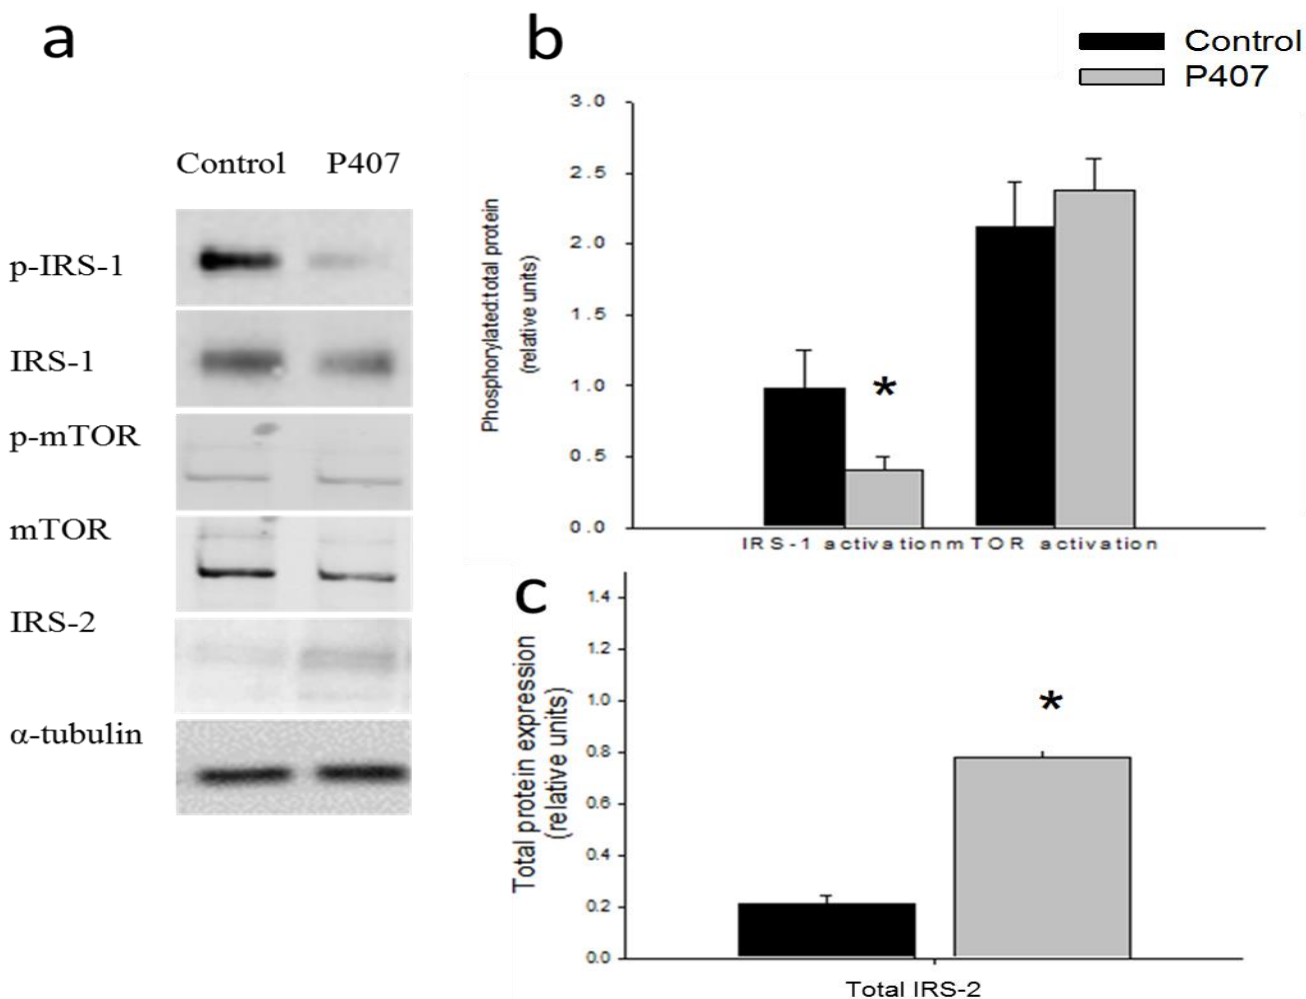 a
Control P407
p-IRS-1
IRS-1
p-mTOR
mTOR
IRS-2
α-tubulin
b
Control
P407
3.0
2.5
2.0
1.5
1.0
0.5
0.0
Phosphorylated:total protein
(relative units)
*
IRS-1 activation mTOR activation
c
1.4
1.2
1.0
0.8
0.6
0.4
0.2
0.0
Total protein expression
(relative units)
*
Total IRS-2